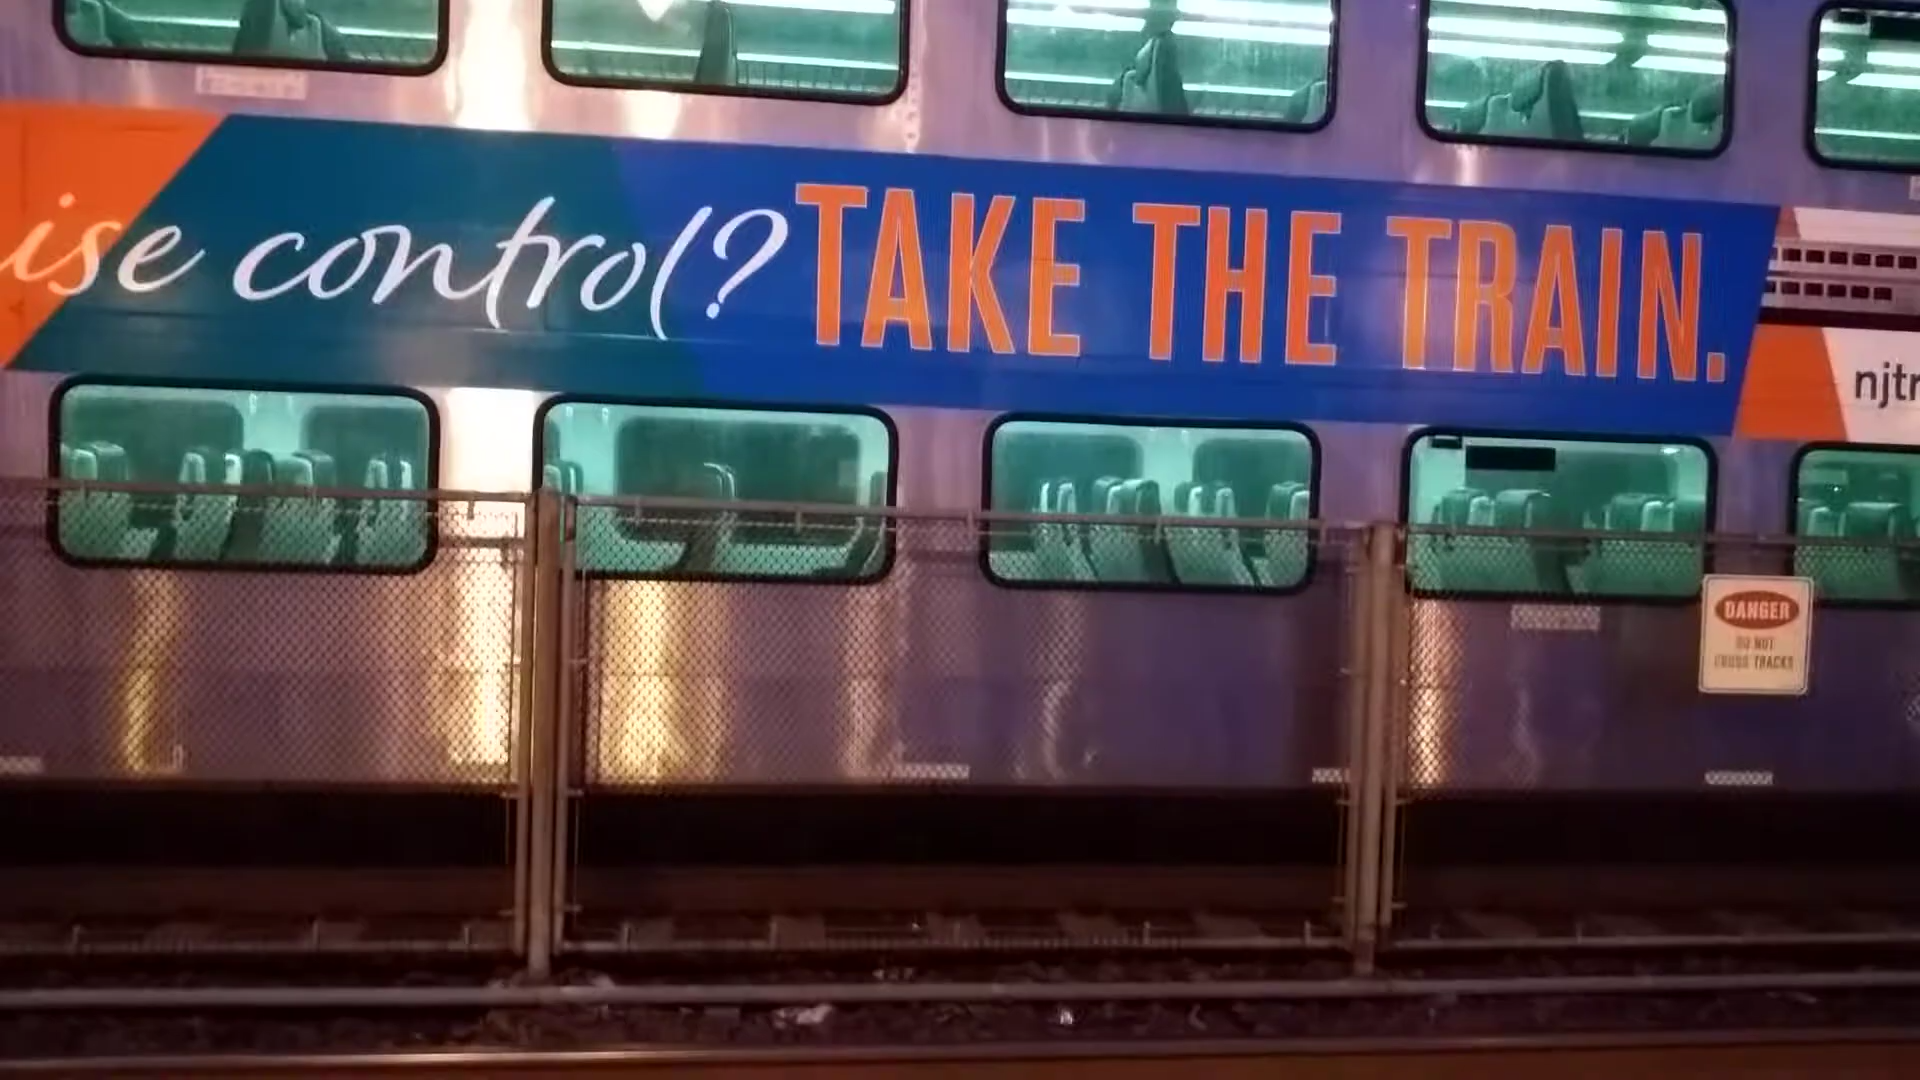 ise control? TAKE THE TRAIN.
njtr
DANGER
DO NOT
CROSS TRACKS